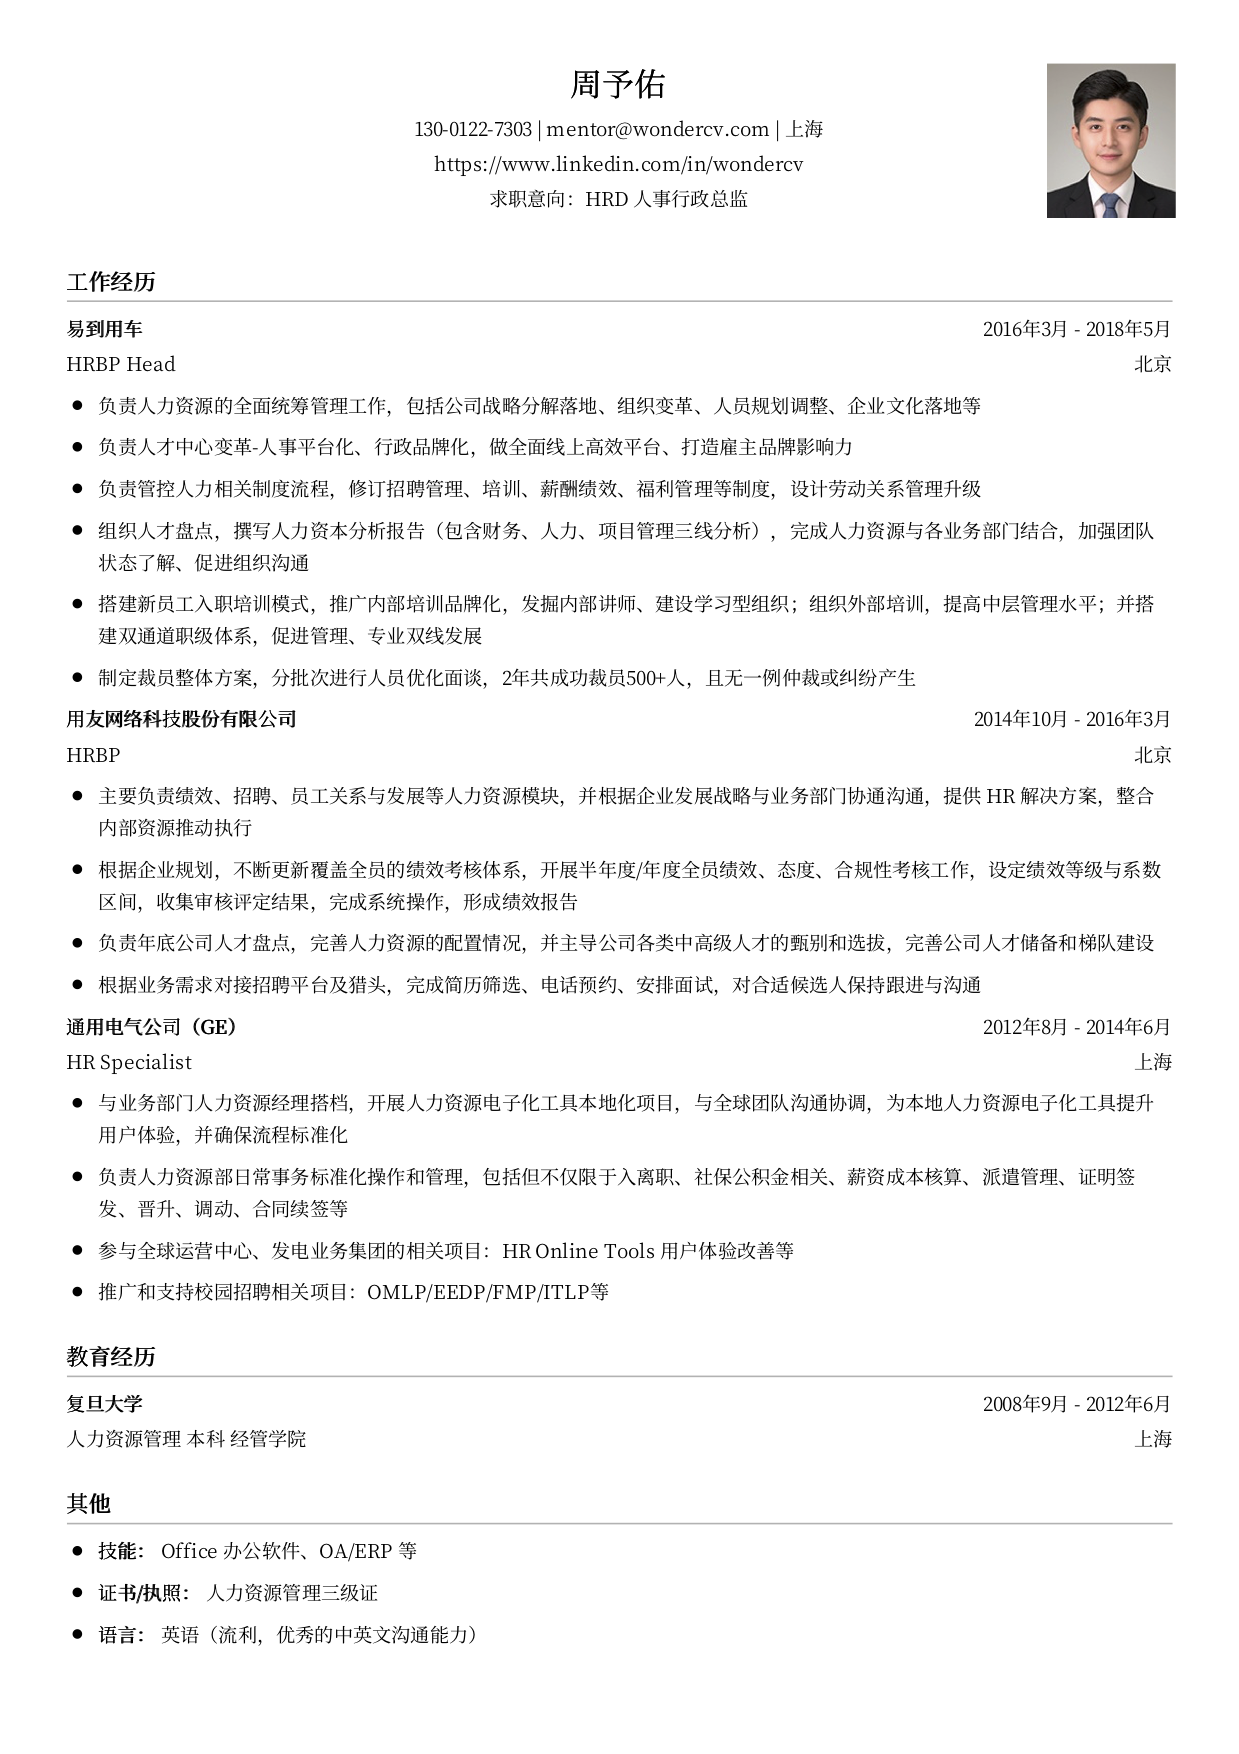 周予佑
130-0122-7303 | mentor@wondercv.com | 上海
https://www.linkedin.com/in/wondercv
求职意向：HRD 人事行政总监
工作经历
易到用车 2016年3月 - 2018年5月
HRBP Head 北京
● 负责人力资源的全面统筹管理工作，包括公司战略分解落地、组织变革、人员规划调整、企业文化落地等
● 负责人才中心变革-人事平台化、行政品牌化，做全面线上高效平台、打造雇主品牌影响力
● 负责管控人力相关制度流程，修订招聘管理、培训、薪酬绩效、福利管理等制度，设计劳动关系管理升级
● 组织人才盘点，撰写人力资本分析报告（包含财务、人力、项目管理三线分析），完成人力资源与各业务部门结合，加强团队
状态了解、促进组织沟通
● 搭建新员工入职培训模式，推广内部培训品牌化，发掘内部讲师、建设学习型组织；组织外部培训，提高中层管理水平；并搭
建双通道职级体系，促进管理、专业双线发展
● 制定裁员整体方案，分批次进行人员优化面谈，2年共成功裁员500+人，且无一例仲裁或纠纷产生
用友网络科技股份有限公司 2014年10月 - 2016年3月
HRBP 北京
● 主要负责绩效、招聘、员工关系与发展等人力资源模块，并根据企业发展战略与业务部门协通沟通，提供 HR 解决方案，整合
内部资源推动执行
● 根据企业规划，不断更新覆盖全员的绩效考核体系，开展半年度/年度全员绩效、态度、合规性考核工作，设定绩效等级与系数
区间，收集审核评定结果，完成系统操作，形成绩效报告
● 负责年底公司人才盘点，完善人力资源的配置情况，并主导公司各类中高级人才的甄别和选拔，完善公司人才储备和梯队建设
● 根据业务需求对接招聘平台及猎头，完成简历筛选、电话预约、安排面试，对合适候选人保持跟进与沟通
通用电气公司（GE） 2012年8月 - 2014年6月
HR Specialist 上海
● 与业务部门人力资源经理搭档，开展人力资源电子化工具本地化项目，与全球团队沟通协调，为本地人力资源电子化工具提升
用户体验，并确保流程标准化
● 负责人力资源部日常事务标准化操作和管理，包括但不仅限于入离职、社保公积金相关、薪资成本核算、派遣管理、证明签
发、晋升、调动、合同续签等
● 参与全球运营中心、发电业务集团的相关项目：HR Online Tools 用户体验改善等
● 推广和支持校园招聘相关项目：OMLP/EEDP/FMP/ITLP等
教育经历
复旦大学 2008年9月 - 2012年6月
人力资源管理 本科 经管学院 上海
其他
● 技能： Office 办公软件、OA/ERP 等
● 证书/执照： 人力资源管理三级证
● 语言： 英语（流利，优秀的中英文沟通能力）